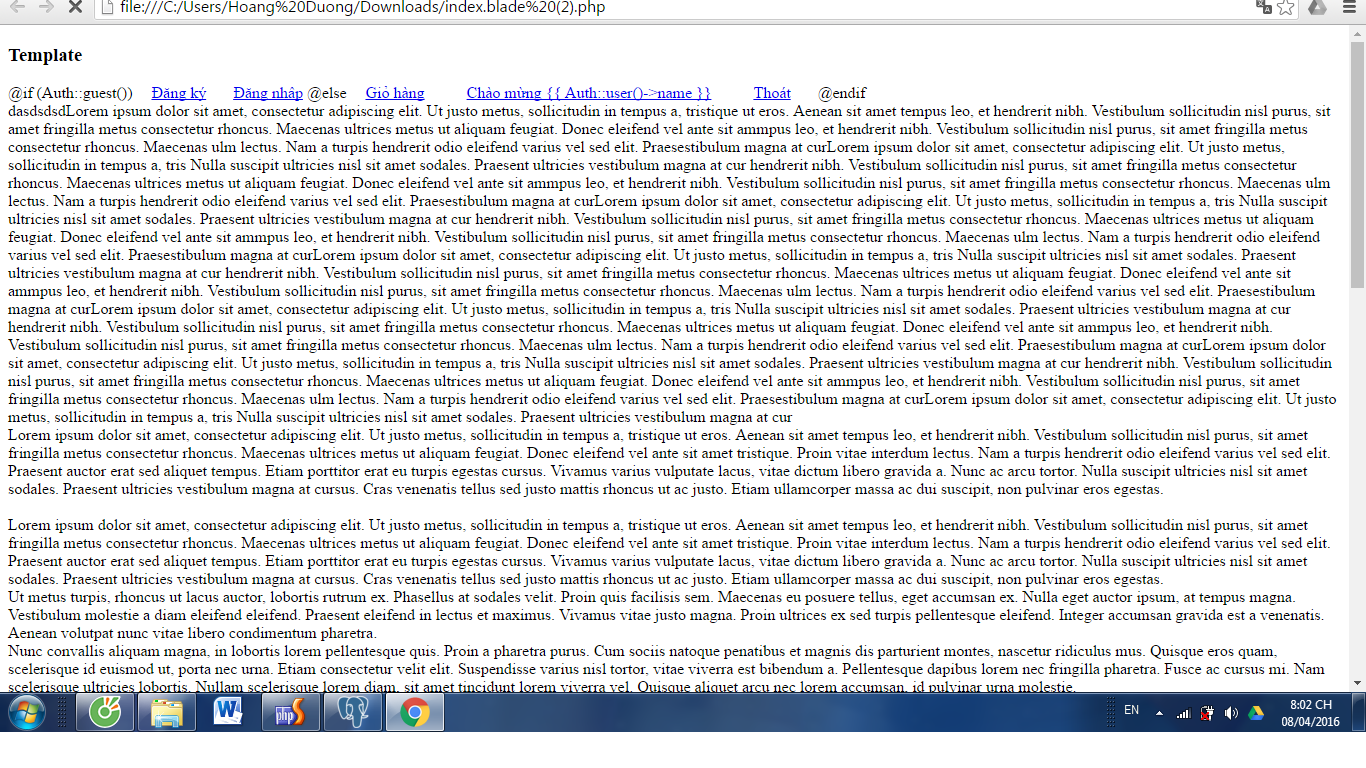 file:///C:/Users/Hoang%20Duong/Downloads/index.blade%20(2).php
Template
@if (Auth::guest()) Đăng ký Đăng nhập @else Giỏ hàng Chào mừng {{ Auth::user()->name }} Thoát @endif
dasdsdsdLorem ipsum dolor sit amet, consectetur adipiscing elit. Ut justo metus, sollicitudin in tempus a, tristique ut eros. Aenean sit amet tempus leo, et hendrerit nibh. Vestibulum sollicitudin nisl purus, sit
amet fringilla metus consectetur rhoncus. Maecenas ultrices metus ut aliquam feugiat. Donec eleifend vel ante sit ammpus leo, et hendrerit nibh. Vestibulum sollicitudin nisl purus, sit amet fringilla metus
consectetur rhoncus. Maecenas ulm lectus. Nam a turpis hendrerit odio eleifend varius vel sed elit. Praesestibulum magna at curLorem ipsum dolor sit amet, consectetur adipiscing elit. Ut justo metus,
sollicitudin in tempus a, tris Nulla suscipit ultricies nisl sit amet sodales. Praesent ultricies vestibulum magna at cur hendrerit nibh. Vestibulum sollicitudin nisl purus, sit amet fringilla metus consectetur
rhoncus. Maecenas ultrices metus ut aliquam feugiat. Donec eleifend vel ante sit ammpus leo, et hendrerit nibh. Vestibulum sollicitudin nisl purus, sit amet fringilla metus consectetur rhoncus. Maecenas ulm
lectus. Nam a turpis hendrerit odio eleifend varius vel sed elit. Praesestibulum magna at curLorem ipsum dolor sit amet, consectetur adipiscing elit. Ut justo metus, sollicitudin in tempus a, tris Nulla suscipit
ultricies nisl sit amet sodales. Praesent ultricies vestibulum magna at cur hendrerit nibh. Vestibulum sollicitudin nisl purus, sit amet fringilla metus consectetur rhoncus. Maecenas ultrices metus ut aliquam
feugiat. Donec eleifend vel ante sit ammpus leo, et hendrerit nibh. Vestibulum sollicitudin nisl purus, sit amet fringilla metus consectetur rhoncus. Maecenas ulm lectus. Nam a turpis hendrerit odio eleifend
varius vel sed elit. Praesestibulum magna at curLorem ipsum dolor sit amet, consectetur adipiscing elit. Ut justo metus, sollicitudin in tempus a, tris Nulla suscipit ultricies nisl sit amet sodales. Praesent
ultricies vestibulum magna at cur hendrerit nibh. Vestibulum sollicitudin nisl purus, sit amet fringilla metus consectetur rhoncus. Maecenas ultrices metus ut aliquam feugiat. Donec eleifend vel ante sit
ammpus leo, et hendrerit nibh. Vestibulum sollicitudin nisl purus, sit amet fringilla metus consectetur rhoncus. Maecenas ulm lectus. Nam a turpis hendrerit odio eleifend varius vel sed elit. Praesestibulum
magna at curLorem ipsum dolor sit amet, consectetur adipiscing elit. Ut justo metus, sollicitudin in tempus a, tris Nulla suscipit ultricies nisl sit amet sodales. Praesent ultricies vestibulum magna at cur
hendrerit nibh. Vestibulum sollicitudin nisl purus, sit amet fringilla metus consectetur rhoncus. Maecenas ultrices metus ut aliquam feugiat. Donec eleifend vel ante sit ammpus leo, et hendrerit nibh.
Vestibulum sollicitudin nisl purus, sit amet fringilla metus consectetur rhoncus. Maecenas ulm lectus. Nam a turpis hendrerit odio eleifend varius vel sed elit. Praesestibulum magna at curLorem ipsum dolor
sit amet, consectetur adipiscing elit. Ut justo metus, sollicitudin in tempus a, tris Nulla suscipit ultricies nisl sit amet sodales. Praesent ultricies vestibulum magna at cur hendrerit nibh. Vestibulum sollicitudin
nisl purus, sit amet fringilla metus consectetur rhoncus. Maecenas ultrices metus ut aliquam feugiat. Donec eleifend vel ante sit ammpus leo, et hendrerit nibh. Vestibulum sollicitudin nisl purus, sit amet
fringilla metus consectetur rhoncus. Maecenas ulm lectus. Nam a turpis hendrerit odio eleifend varius vel sed elit. Praesestibulum magna at curLorem ipsum dolor sit amet, consectetur adipiscing elit. Ut justo
metus, sollicitudin in tempus a, tris Nulla suscipit ultricies nisl sit amet sodales. Praesent ultricies vestibulum magna at cur
Lorem ipsum dolor sit amet, consectetur adipiscing elit. Ut justo metus, sollicitudin in tempus a, tristique ut eros. Aenean sit amet tempus leo, et hendrerit nibh. Vestibulum sollicitudin nisl purus, sit amet
fringilla metus consectetur rhoncus. Maecenas ultrices metus ut aliquam feugiat. Donec eleifend vel ante sit amet tristique. Proin vitae interdum lectus. Nam a turpis hendrerit odio eleifend varius vel sed elit.
Praesent auctor erat sed aliquet tempus. Etiam porttitor erat eu turpis egestas cursus. Vivamus varius vulputate lacus, vitae dictum libero gravida a. Nunc ac arcu tortor. Nulla suscipit ultricies nisl sit amet
sodales. Praesent ultricies vestibulum magna at cursus. Cras venenatis tellus sed justo mattis rhoncus ut ac justo. Etiam ullamcorper massa ac dui suscipit, non pulvinar eros egestas.
Lorem ipsum dolor sit amet, consectetur adipiscing elit. Ut justo metus, sollicitudin in tempus a, tristique ut eros. Aenean sit amet tempus leo, et hendrerit nibh. Vestibulum sollicitudin nisl purus, sit amet
fringilla metus consectetur rhoncus. Maecenas ultrices metus ut aliquam feugiat. Donec eleifend vel ante sit amet tristique. Proin vitae interdum lectus. Nam a turpis hendrerit odio eleifend varius vel sed elit.
Praesent auctor erat sed aliquet tempus. Etiam porttitor erat eu turpis egestas cursus. Vivamus varius vulputate lacus, vitae dictum libero gravida a. Nunc ac arcu tortor. Nulla suscipit ultricies nisl sit amet
sodales. Praesent ultricies vestibulum magna at cursus. Cras venenatis tellus sed justo mattis rhoncus ut ac justo. Etiam ullamcorper massa ac dui suscipit, non pulvinar eros egestas.
Ut metus turpis, rhoncus ut lacus auctor, lobortis rutrum ex. Phasellus at sodales velit. Proin quis facilisis sem. Maecenas eu posuere tellus, eget accumsan ex. Nulla eget auctor ipsum, at tempus magna.
Vestibulum molestie a diam eleifend eleifend. Praesent eleifend in lectus et maximus. Vivamus vitae justo magna. Proin ultrices ex sed turpis pellentesque eleifend. Integer accumsan gravida est a venenatis.
Aenean volutpat nunc vitae libero condimentum pharetra.
Nunc convallis aliquam magna, in lobortis lorem pellentesque quis. Proin a pharetra purus. Cum sociis natoque penatibus et magnis dis parturient montes, nascetur ridiculus mus. Quisque eros quam,
scelerisque id euismod ut, porta nec urna. Etiam consectetur velit elit. Suspendisse varius nisl tortor, vitae viverra est bibendum a. Pellentesque dapibus lorem nec fringilla pharetra. Fusce ac cursus mi. Nam
scelerisque ultricies lobortis. Nullam scelerisque lorem diam, sit amet tincidunt lorem viverra vel. Quisque aliquet arcu nec lorem accumsan, id pulvinar urna molestie.
php
EN
8:02 CH
08/04/2016